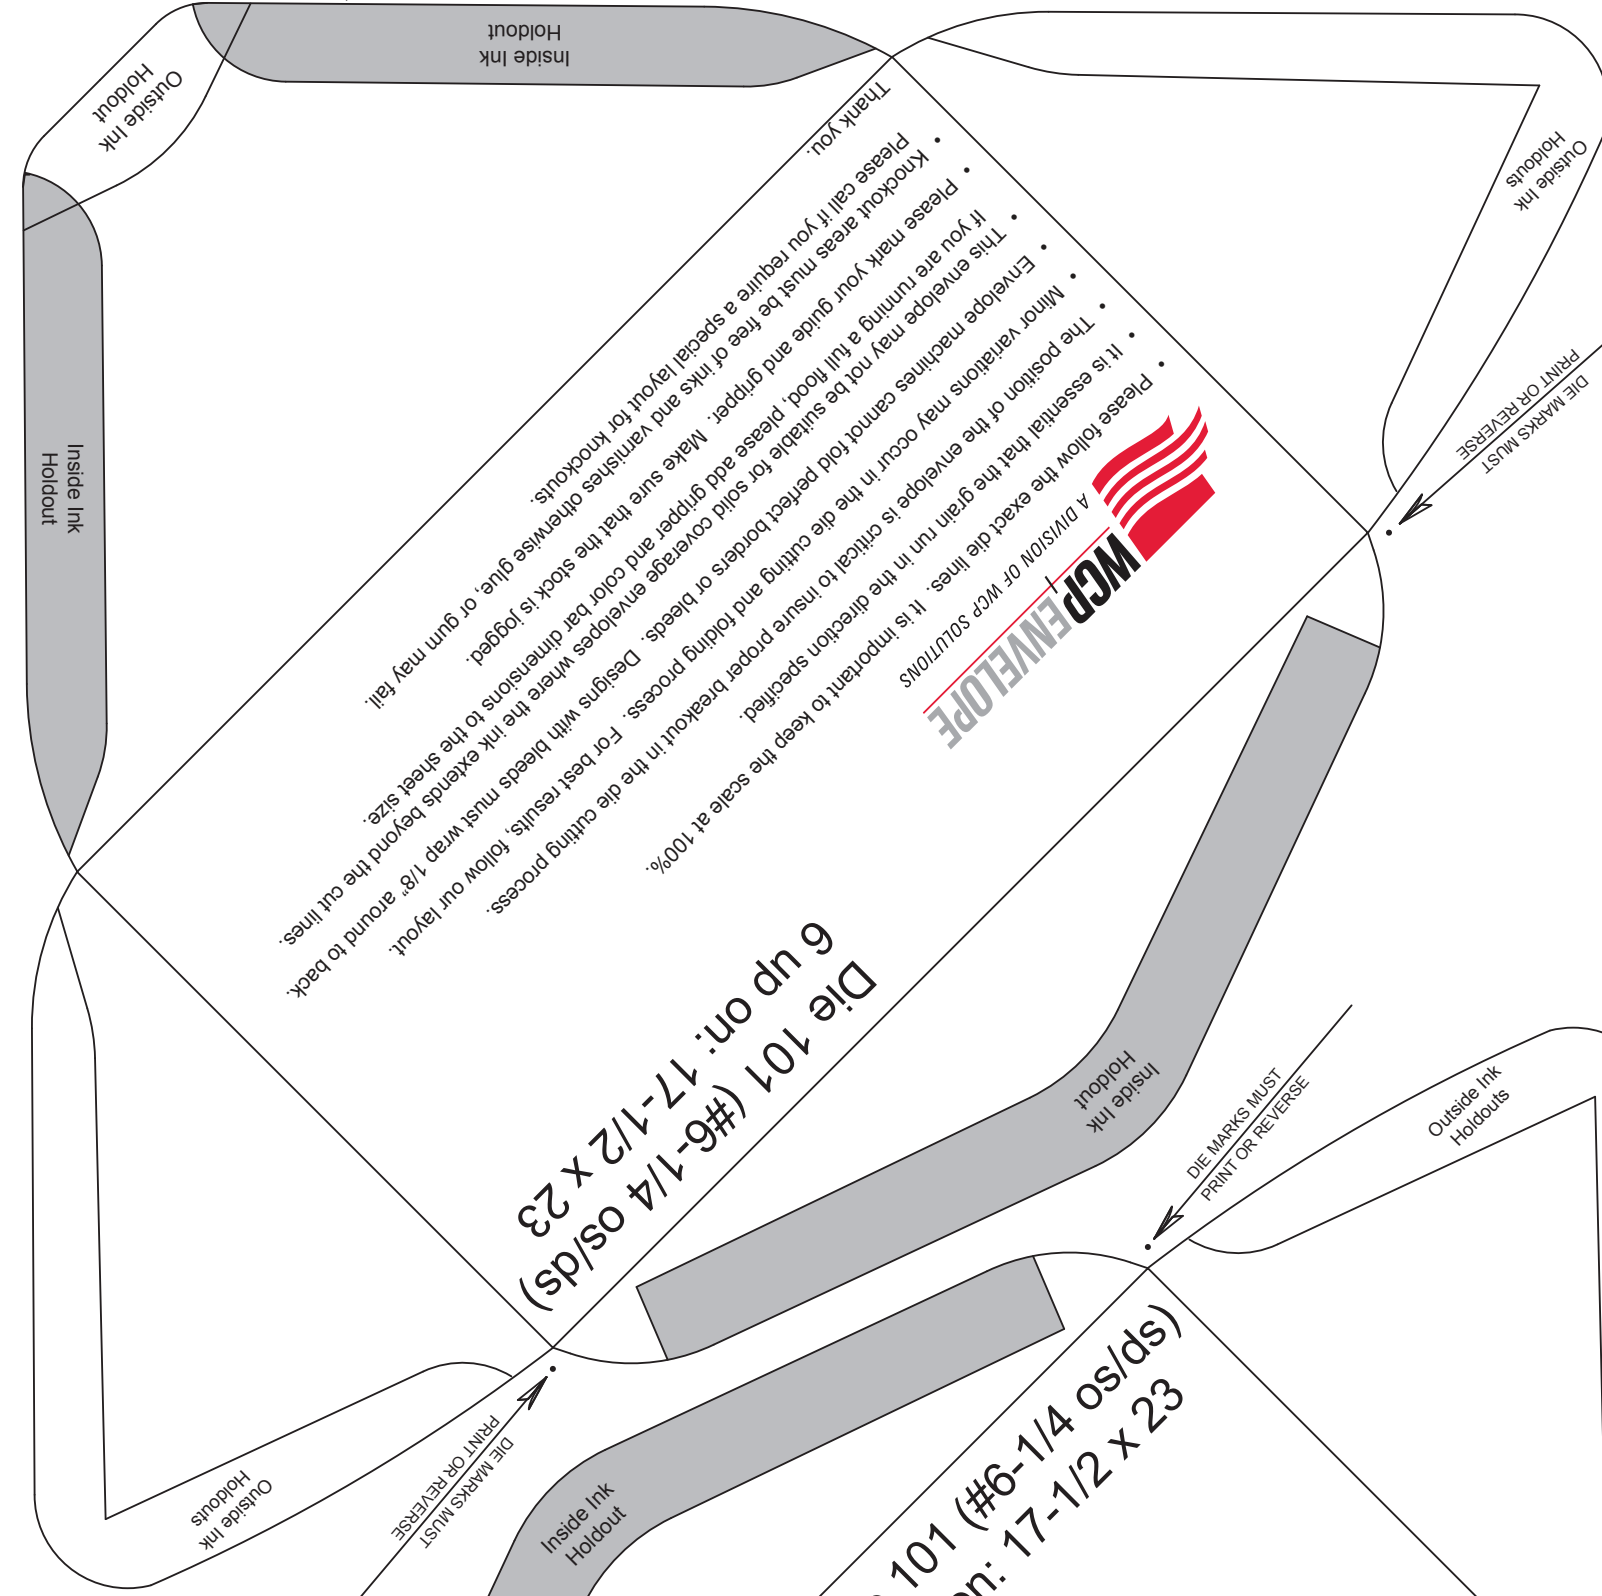 WCP ENVELOPE
A DIVISION OF WCP SOLUTIONS
• Please follow the exact die lines. It is important to keep the scale at 100%.
• It is essential that the grain run in the direction specified.
• The position of the envelope is critical to insure proper breakout in the die cutting process.
• Minor variations may occur in the die cutting and folding process. For best results, follow our layout.
• Envelope machines cannot fold perfect borders or bleeds. Designs with bleeds must wrap 1/8" around to back.
• This envelope may not be suitable for solid coverage envelopes where the ink extends beyond the cut lines.
If you are running a full flood, please add gripper and color bar dimensions to the sheet size.
• Please mark your guide and gripper. Make sure that the stock is jogged.
• Knockout areas must be free of inks and varnishes otherwise glue, or gum may fail.
Please call if you require a special layout for knockouts.
Thank you.
Die 101 (#6-1/4 os/ds)
6 up on: 17-1/2 x 23
Inside Ink
Holdout
Outside Ink
Holdout
Inside Ink
Holdout
Outside Ink
Holdouts
DIE MARKS MUST
PRINT OR REVERSE
Inside Ink
Holdout
DIE MARKS MUST
PRINT OR REVERSE
Outside Ink
Holdouts
Outside Ink
Holdouts
DIE MARKS MUST
PRINT OR REVERSE
Inside Ink
Holdout
101 (#6-1/4 os/ds)
on: 17-1/2 x 23